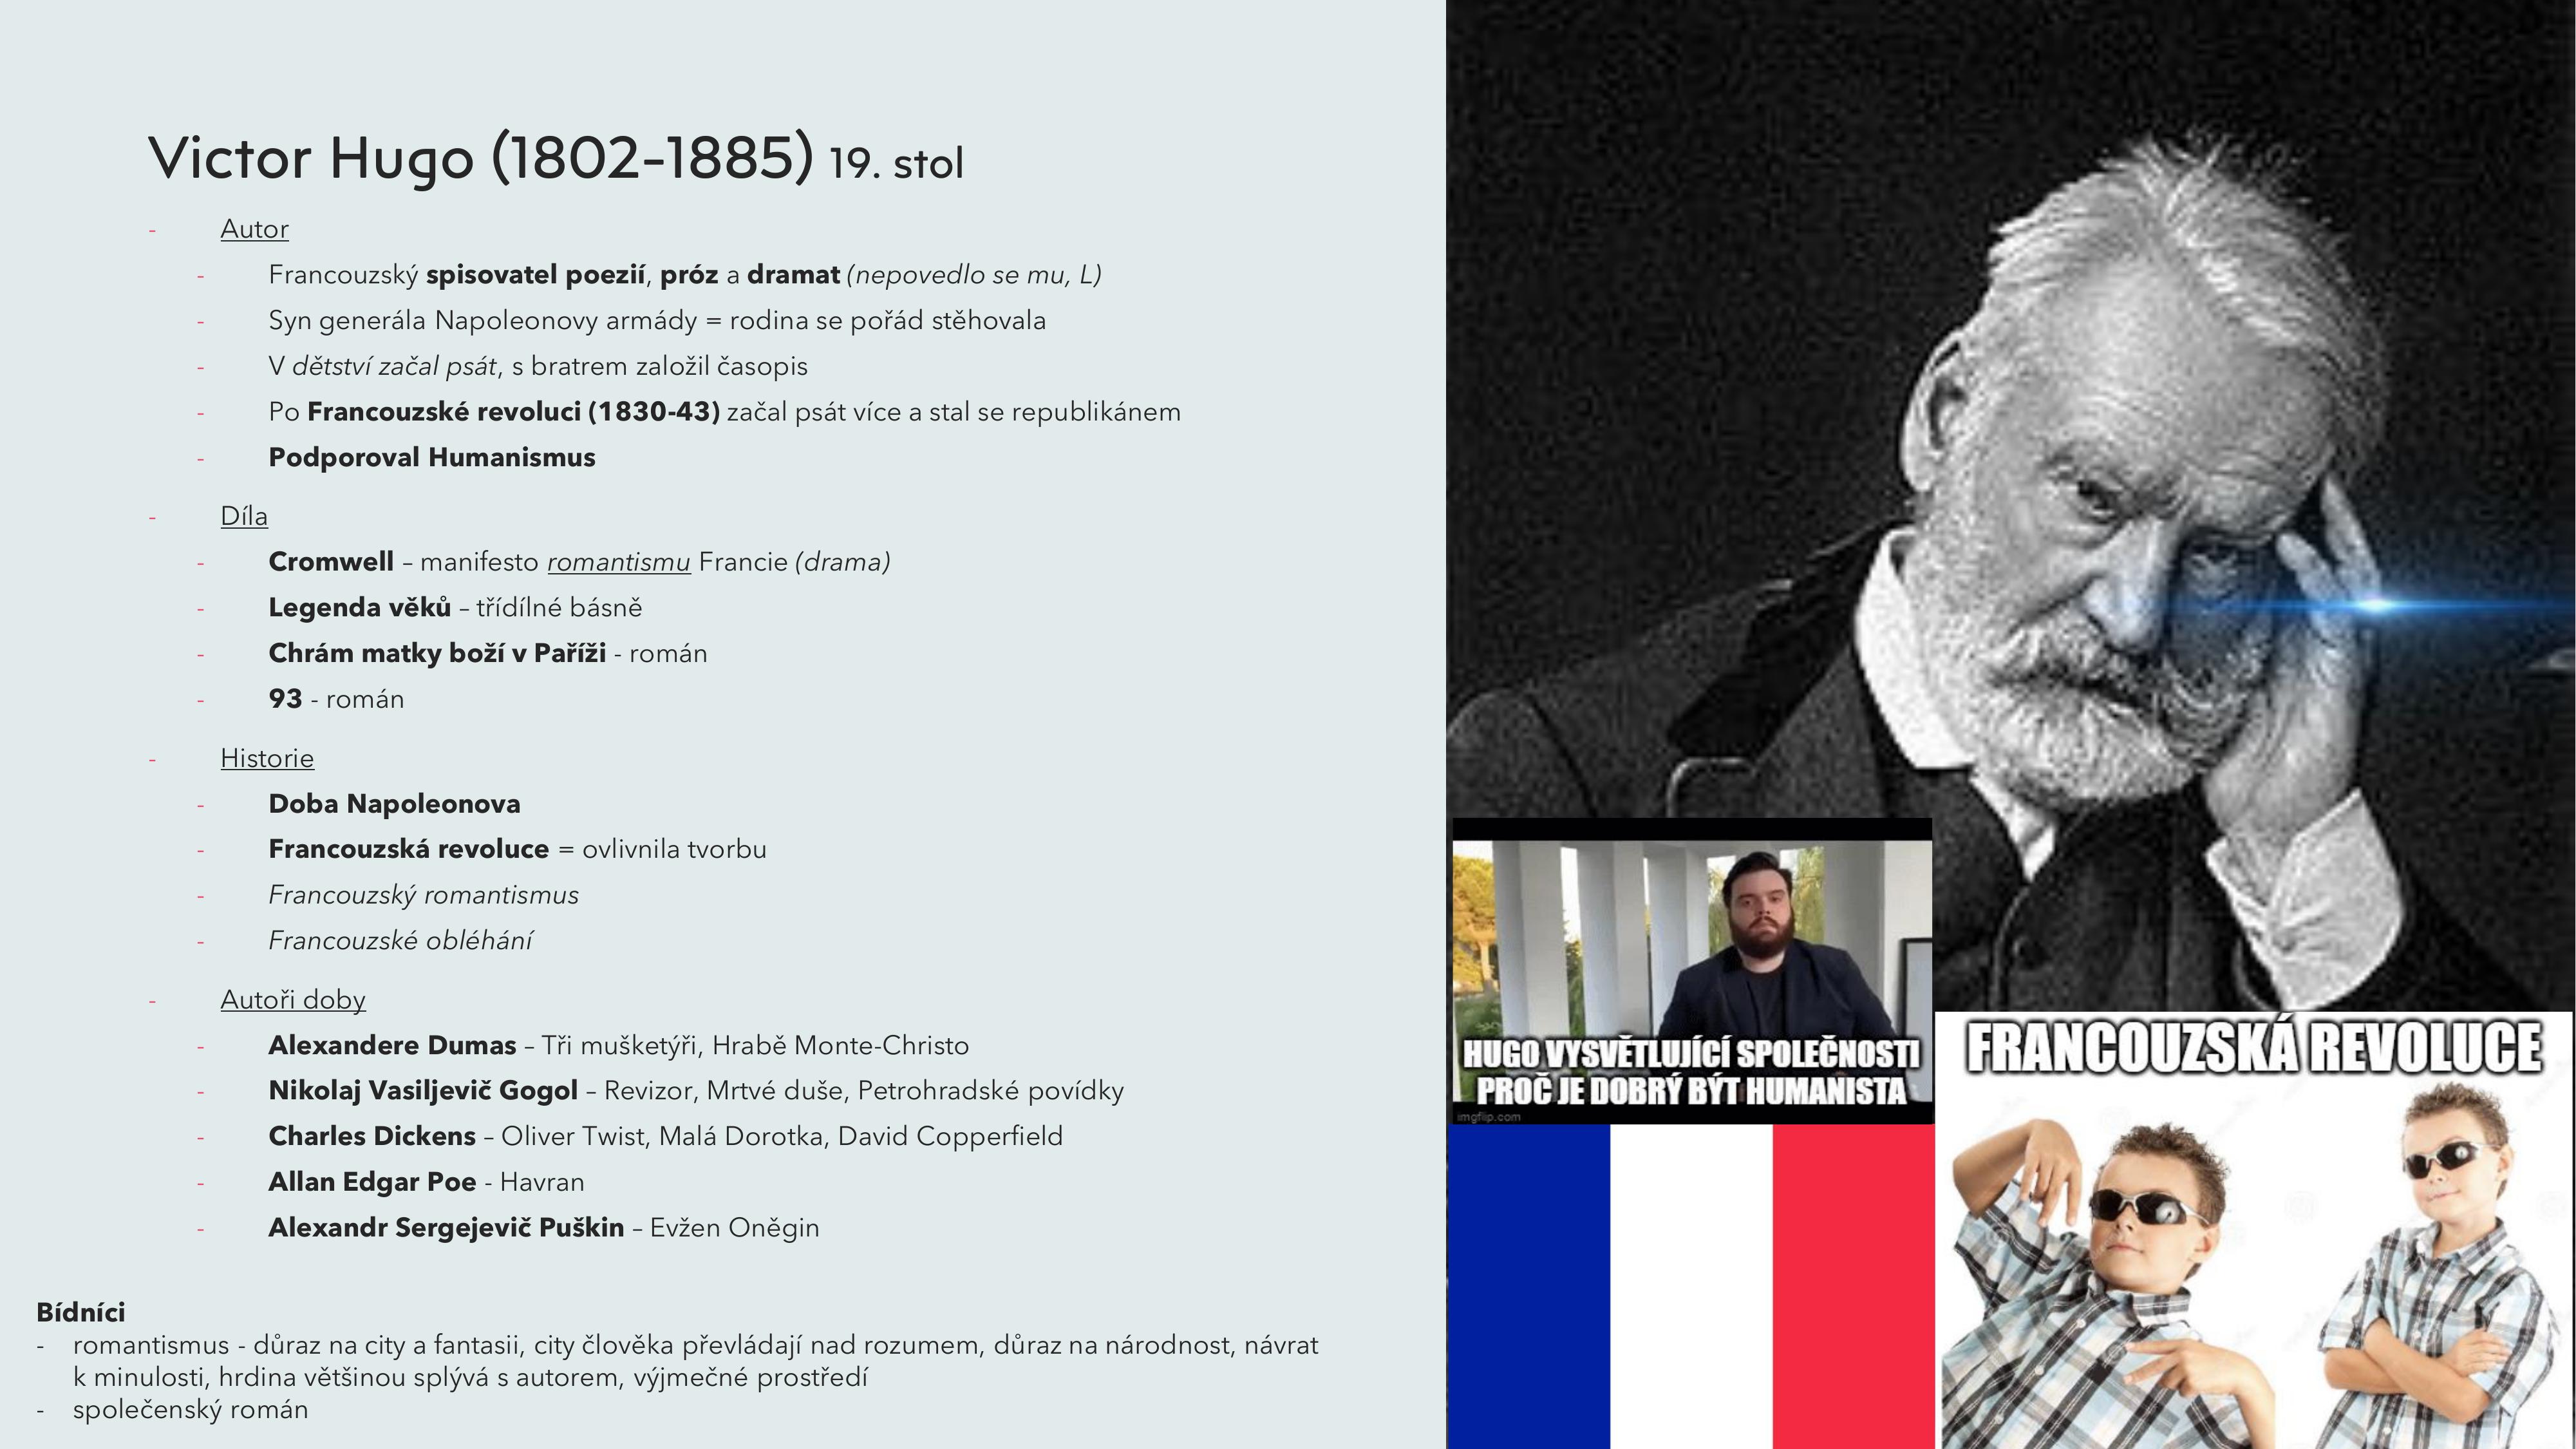 Victor Hugo (1802-1885) 19. stol
- Autor
- Francouzský spisovatel poezií, próz a dramat (nepovedlo se mu, L)
- Syn generála Napoleonovy armády = rodina se pořád stěhovala
- V dětství začal psát, s bratrem založil časopis
- Po Francouzské revoluci (1830-43) začal psát více a stal se republikánem
- Podporoval Humanismus
- Díla
- Cromwell – manifesto romantismu Francie (drama)
- Legenda věků – třídílné básně
- Chrám matky boží v Paříži - román
- 93 - román
- Historie
- Doba Napoleonova
- Francouzská revoluce = ovlivnila tvorbu
- Francouzský romantismus
- Francouzské obléhání
- Autoři doby
- Alexandere Dumas – Tři mušketýři, Hrabě Monte-Christo
- Nikolaj Vasiljevič Gogol – Revizor, Mrtvé duše, Petrohradské povídky
- Charles Dickens – Oliver Twist, Malá Dorotka, David Copperfield
- Allan Edgar Poe - Havran
- Alexandr Sergejevič Puškin – Evžen Oněgin
Bídníci
- romantismus - důraz na city a fantasii, city člověka převládají nad rozumem, důraz na národnost, návrat
k minulosti, hrdina většinou splývá s autorem, výjmečné prostředí
- společenský román
HUGO VYSVĚTLUJÍCÍ SPOLEČNOSTI
PROČ JE DOBRÝ BÝT HUMANISTA
imgflip.com
FRANCOUZSKÁ REVOLUCE